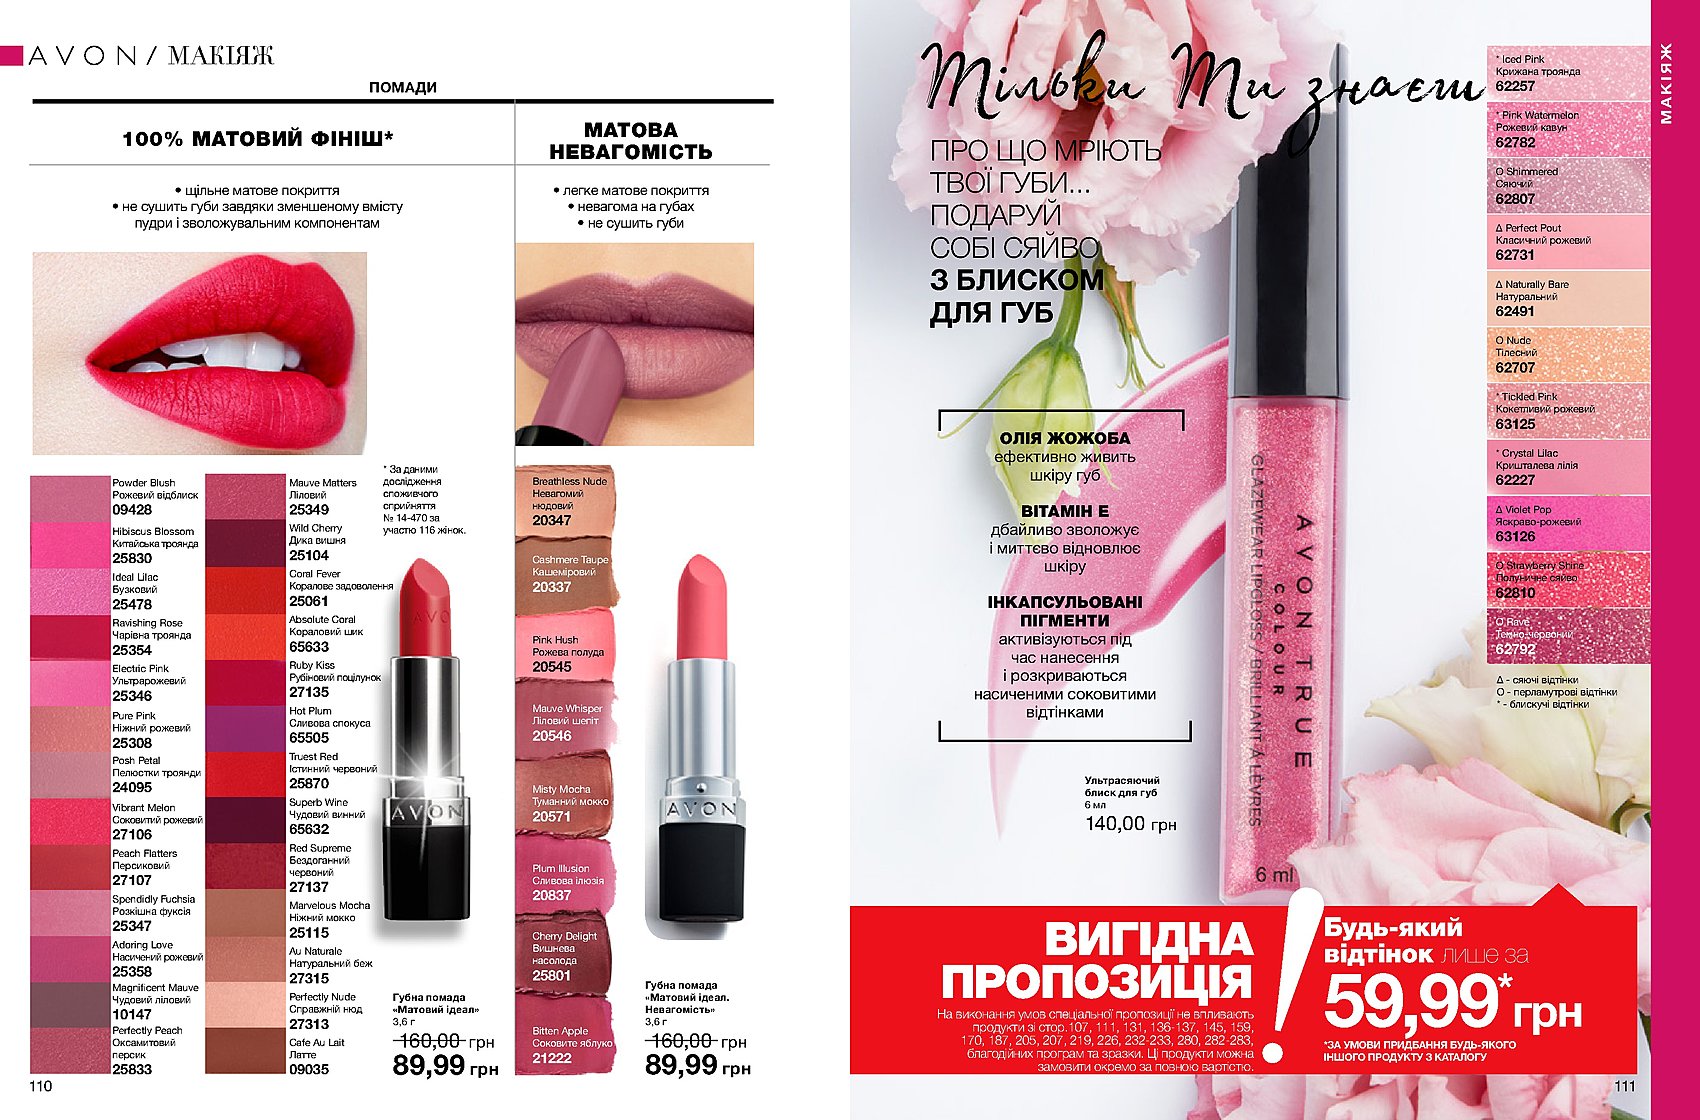 AVON / МАКІЯЖ
ПОМАДИ
100% МАТОВИЙ ФІНІШ*
• щільне матове покриття
• не сушить губи завдяки зменшеному вмісту
пудри і зволожувальним компонентам
МАТОВА
НЕВАГОМІСТЬ
• легке матове покриття
• невагома на губах
• не сушить губи
Powder Blush
Рожевий відблиск
09428
Hibiscus Blossom
Китайська троянда
25830
Ideal Lilac
Бузковий
25478
Ravishing Rose
Чарівна троянда
25354
Electric Pink
Ультрарожевий
25346
Pure Pink
Ніжний рожевий
25308
Posh Petal
Пелюстки троянди
24095
Vibrant Melon
Соковитий рожевий
27106
Peach Flatters
Персиковий
27107
Spendidly Fuchsia
Розкішна фуксія
25347
Adoring Love
Насичений рожевий
25358
Magnificent Mauve
Чудовий ліловий
10147
Perfectly Peach
Оксамитовий
персик
25833
Mauve Matters
Ліловий
25349
Wild Cherry
Дика вишня
25104
Coral Fever
Коралове задоволення
25061
Absolute Coral
Кораловий шик
65633
Ruby Kiss
Рубіновий поцілунок
27135
Hot Plum
Сливова спокуса
65505
Truest Red
Істинний червоний
25870
Superb Wine
Чудовий винний
65632
Red Supreme
Бездоганний
червоний
27137
Marvelous Mocha
Ніжний мокко
25115
Au Naturale
Натуральний беж
27315
Perfectly Nude
Справжній нюд
27313
Cafe Au Lait
Латте
09035
* За даними
дослідження
споживчого
сприйняття
№ 14-470 за
участю 116 жінок.
AVON
AVON
Губна помада
«Матовий ідеал»
3,6 г
160,00 грн
89,99 грн
Breathless Nude
Невагомий
нюдовий
20347
Cashmere Taupe
Кашеміровий
20337
Pink Hush
Рожева полуда
20545
Mauve Whisper
Ліловий шепіт
20546
Misty Mocha
Туманний мокко
20571
Plum Illusion
Сливова ілюзія
20837
Cherry Delight
Вишнева
насолода
25801
Bitten Apple
Соковите яблуко
21222
AVON
Губна помада
«Матовий ідеал.
Невагомість»
3,6 г
160,00 грн
89,99 грн
110
Тільки Ти знаєш
ПРО ЩО МРІЮТЬ
ТВОЇ ГУБИ...
ПОДАРУЙ
СОБІ СЯЙВО
З БЛИСКОМ
ДЛЯ ГУБ
ОЛІЯ ЖОЖОБА
ефективно живить
шкіру губ
ВІТАМІН Е
дбайливо зволожує
і миттєво відновлює
шкіру
ІНКАПСУЛЬОВАНІ
ПІГМЕНТИ
активізуються під
час нанесення
і розкриваються
насиченими соковитими
відтінками
Ультрасяючий
блиск для губ
6 мл
140,00 грн
AVON TRUE
COLOUR
GLAZEWEAR LIPGLOSS / BRILLIANT À LÈVRES
6 ml
* Iced Pink
Крижана троянда
62257
* Pink Watermelon
Рожевий кавун
62782
O Shimmered
Сяючий
62807
Δ Perfect Pout
Класичний рожевий
62731
Δ Naturally Bare
Натуральний
62491
O Nude
Тілесний
62707
* Tickled Pink
Кокетливий рожевий
63125
* Crystal Lilac
Кришталева лілія
62227
Δ Violet Pop
Яскраво-рожевий
63126
O Strawberry Shine
Полуничне сяйво
62810
O Rave
Темно-червоний
62792
Δ - сяючі відтінки
O - перламутрові відтінки
* - блискучі відтінки
МАКІЯЖ
ВИГІДНА
ПРОПОЗИЦІЯ!
На виконання умов спеціальної пропозиції не впливають
продукти зі стор.107, 111, 131, 136-137, 145, 159,
170, 187, 205, 207, 219, 226, 232-233, 280, 282-283,
благодійних програм та зразки. Ці продукти можна
замовити окремо за повною вартістю.
Будь-який
відтінок лише за
59,99* грн
*ЗА УМОВИ ПРИДБАННЯ БУДЬ-ЯКОГО
ІНШОГО ПРОДУКТУ З КАТАЛОГУ
111